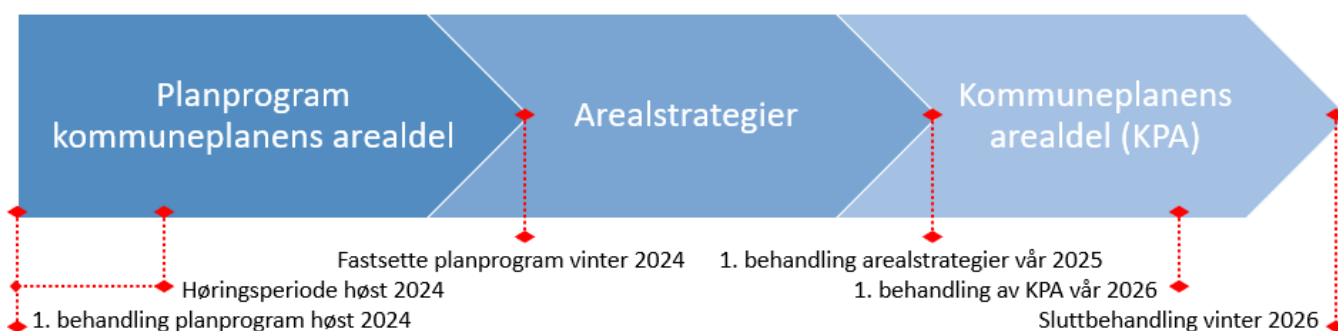 Planprogram
kommuneplanens arealdel
Arealstrategier
Kommuneplanens
arealdel (KPA)
Fastsette planprogram vinter 2024
1. behandling arealstrategier vår 2025
Høringsperiode høst 2024
1. behandling av KPA vår 2026
1. behandling planprogram høst 2024
Sluttbehandling vinter 2026